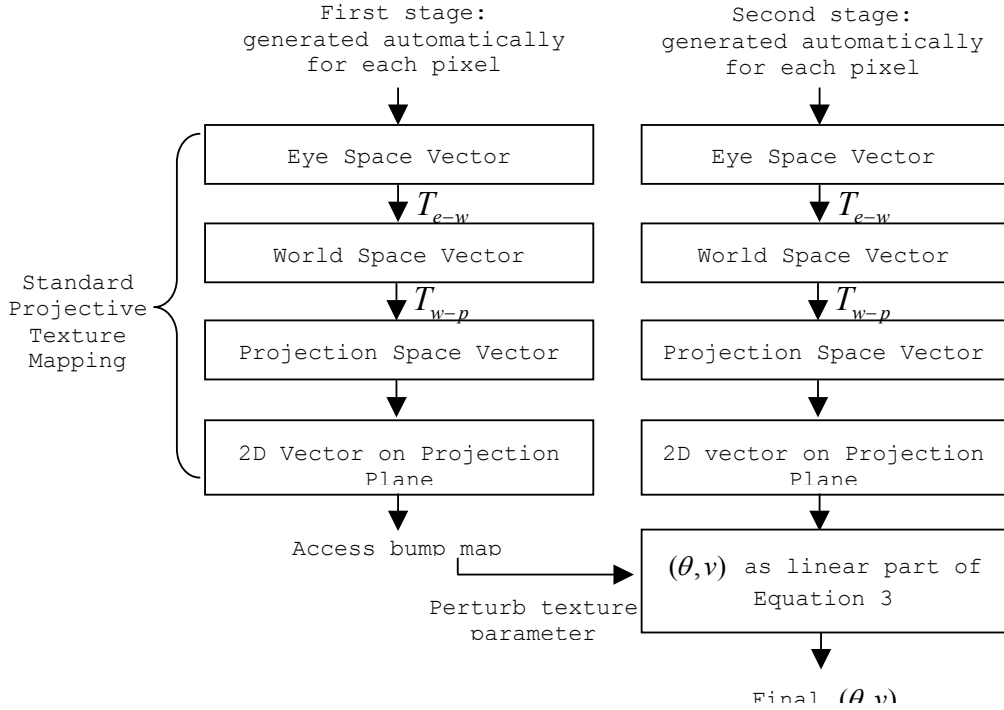 First stage:
generated automatically
for each pixel
Eye Space Vector
T_{e-w}
World Space Vector
T_{w-p}
Projection Space Vector
2D Vector on Projection
Plane
Access bump map
Standard
Projective
Texture
Mapping
Perturb texture
parameter
Second stage:
generated automatically
for each pixel
Eye Space Vector
T_{e-w}
World Space Vector
T_{w-p}
Projection Space Vector
2D vector on Projection
Plane
(θ, v) as linear part of
Equation 3
Final (θ, v)